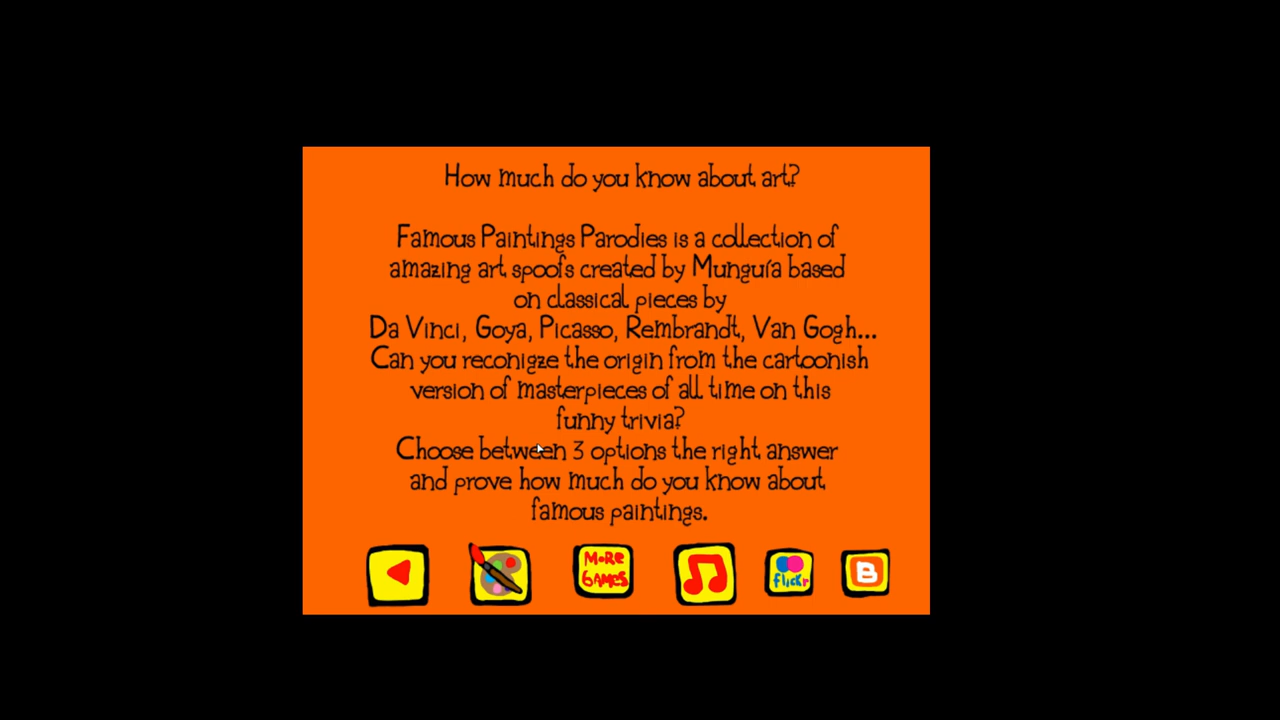 How much do you know about art?
Famous Paintings Parodies is a collection of
amazing art spoofs created by Munguía based
on classical pieces by
Da Vinci, Goya, Picasso, Rembrandt, Van Gogh...
Can you reconigze the origin from the cartoonish
version of masterpieces of all time on this
funny trivia?
Choose between 3 options the right answer
and prove how much do you know about
famous paintings.
MORE
GAMES
flickr
B